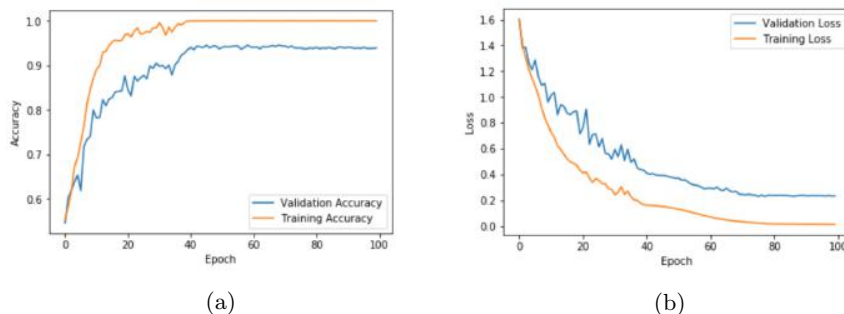 1.0
0.9
0.8
0.7
0.6
Accuracy
0 20 40 60 80 100
Epoch
Validation Accuracy
Training Accuracy
(a)
1.6
1.4
1.2
1.0
0.8
0.6
0.4
0.2
0.0
Loss
0 20 40 60 80 100
Epoch
Validation Loss
Training Loss
(b)